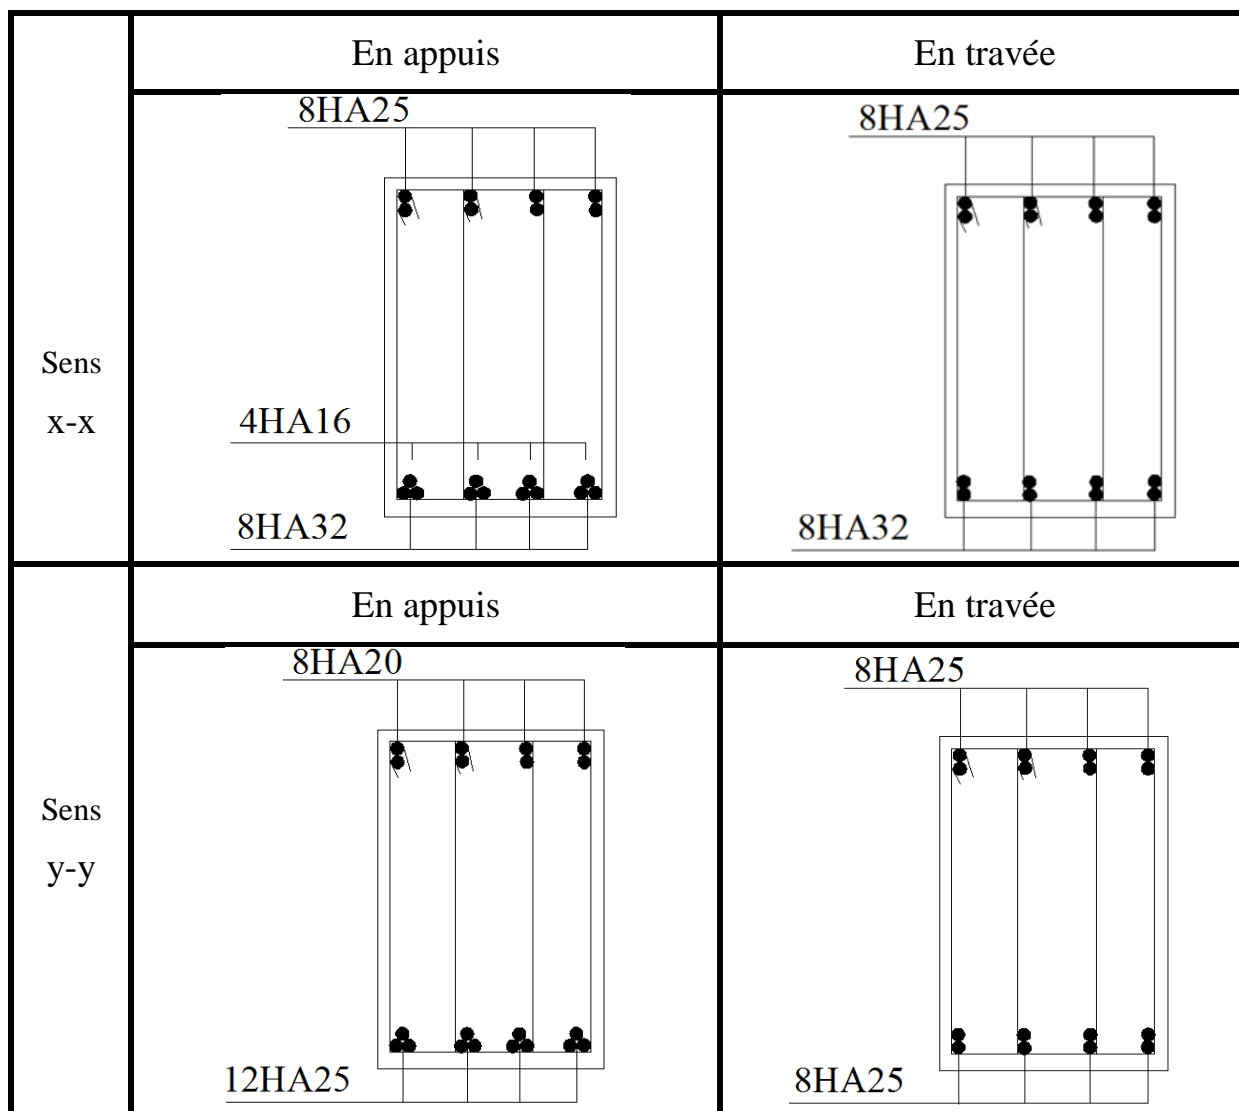 En appuis
En travée
Sens
x-x
8HA25
4HA16
8HA32
8HA25
8HA32
En appuis
En travée
Sens
y-y
8HA20
12HA25
8HA25
8HA25